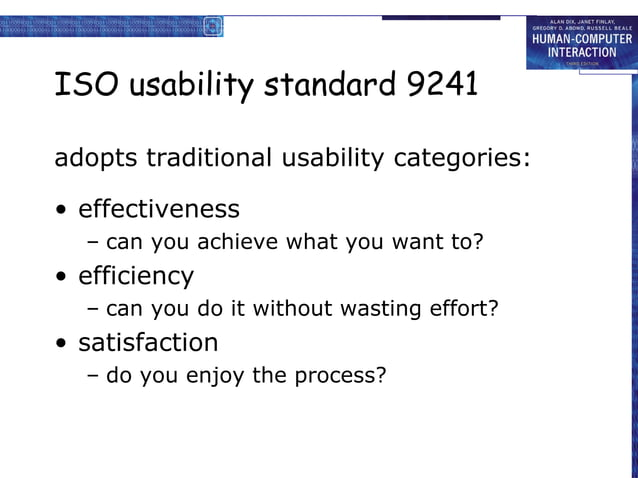 ALAN DIX, JANET FINLAY,
GREGORY D. ABOWD, RUSSELL BEALE
HUMAN-COMPUTER
INTERACTION
THIRD EDITION
ISO usability standard 9241
adopts traditional usability categories:
• effectiveness
– can you achieve what you want to?
• efficiency
– can you do it without wasting effort?
• satisfaction
– do you enjoy the process?